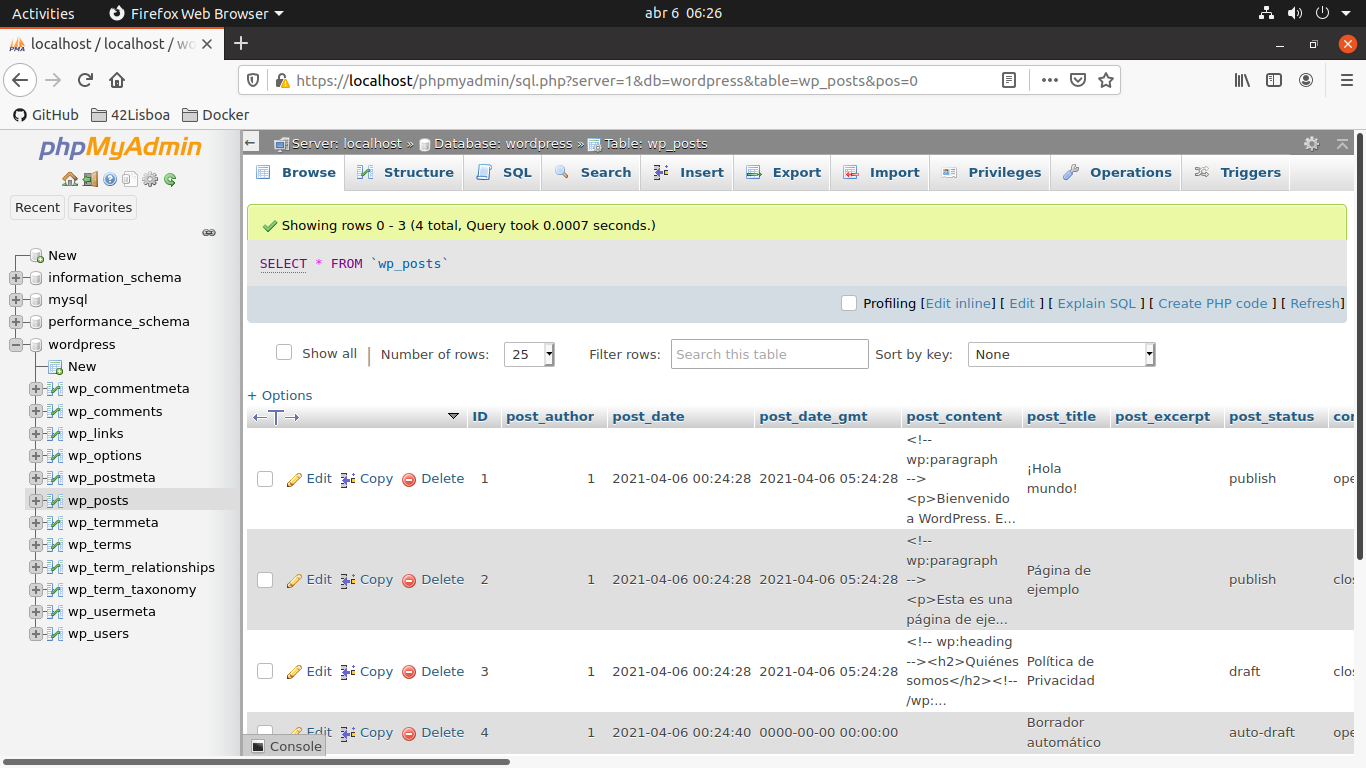 Activities Firefox Web Browser abr 6 06:26
localhost / localhost / wo
https://localhost/phpmyadmin/sql.php?server=1&db=wordpress&table=wp_posts&pos=0
GitHub 42Lisboa Docker
phpMyAdmin
Recent Favorites
New
information_schema
mysql
performance_schema
wordpress
New
wp_commentmeta
wp_comments
wp_links
wp_options
wp_postmeta
wp_posts
wp_termmeta
wp_terms
wp_term_relationships
wp_term_taxonomy
wp_usermeta
wp_users
Server: localhost » Database: wordpress » Table: wp_posts
Browse Structure SQL Search Insert Export Import Privileges Operations Triggers
Showing rows 0 - 3 (4 total, Query took 0.0007 seconds.)
SELECT * FROM `wp_posts`
Profiling [Edit inline] [ Edit ] [ Explain SQL ] [ Create PHP code ] [ Refresh]
Show all | Number of rows: 25 Filter rows: Search this table Sort by key: None
+ Options
←T→ ID post_author post_date post_date_gmt post_content post_title post_excerpt post_status
<!--
wp:paragraph
-->
<p>Bienvenido
a WordPress. E...
Edit Copy Delete 1 1 2021-04-06 00:24:28 2021-04-06 05:24:28
¡Hola
mundo!
publish ope
<!--
wp:paragraph
-->
<p>Esta es una
página de eje...
Edit Copy Delete 2 1 2021-04-06 00:24:28 2021-04-06 05:24:28
Página de
ejemplo
publish clos
<!-- wp:heading
--><h2>Quiénes
somos</h2><!--
/wp:...
Edit Copy Delete 3 1 2021-04-06 00:24:28 2021-04-06 05:24:28
Política de
Privacidad
draft clos
Edit Copy Delete 4 1 2021-04-06 00:24:40 0000-00-00 00:00:00
Borrador
automático
auto-draft ope
Console